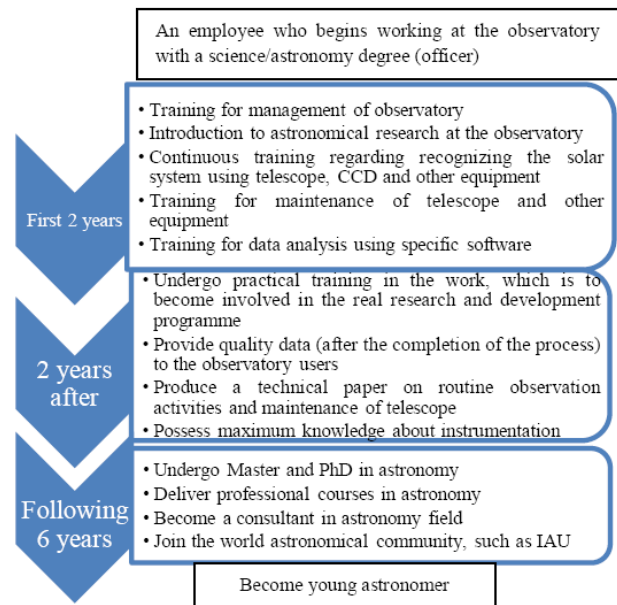 An employee who begins working at the observatory
with a science/astronomy degree (officer)
First 2 years
• Training for management of observatory
• Introduction to astronomical research at the observatory
• Continuous training regarding recognizing the solar
system using telescope, CCD and other equipment
• Training for maintenance of telescope and other
equipment
• Training for data analysis using specific software
2 years
after
• Undergo practical training in the work, which is to
become involved in the real research and development
programme
• Provide quality data (after the completion of the process)
to the observatory users
• Produce a technical paper on routine observation
activities and maintenance of telescope
• Possess maximum knowledge about instrumentation
Following
6 years
• Undergo Master and PhD in astronomy
• Deliver professional courses in astronomy
• Become a consultant in astronomy field
• Join the world astronomical community, such as IAU
Become young astronomer